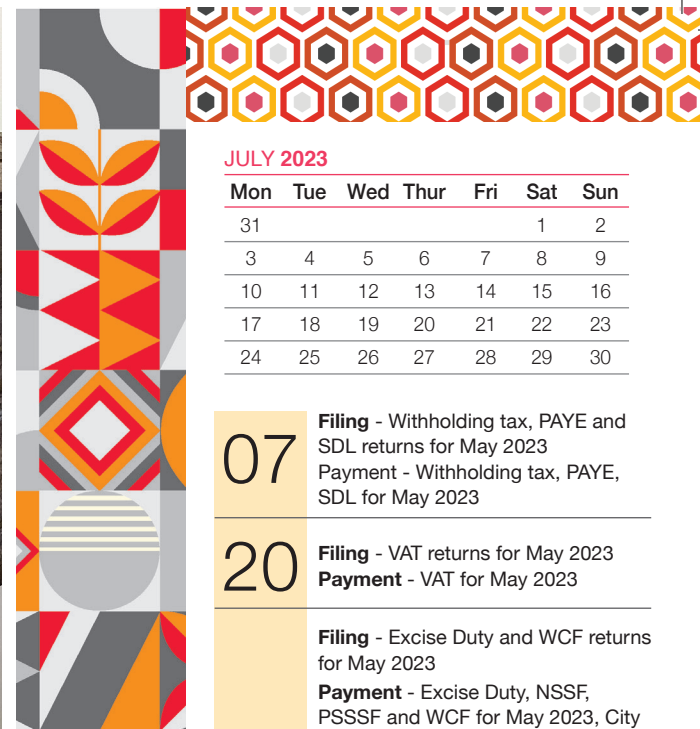 JULY 2023
Mon Tue Wed Thur Fri Sat Sun
31 1 2
3 4 5 6 7 8 9
10 11 12 13 14 15 16
17 18 19 20 21 22 23
24 25 26 27 28 29 30
07
Filing - Withholding tax, PAYE and
SDL returns for May 2023
Payment - Withholding tax, PAYE,
SDL for May 2023
20
Filing - VAT returns for May 2023
Payment - VAT for May 2023
Filing - Excise Duty and WCF returns
for May 2023
Payment - Excise Duty, NSSF,
PSSSF and WCF for May 2023, City